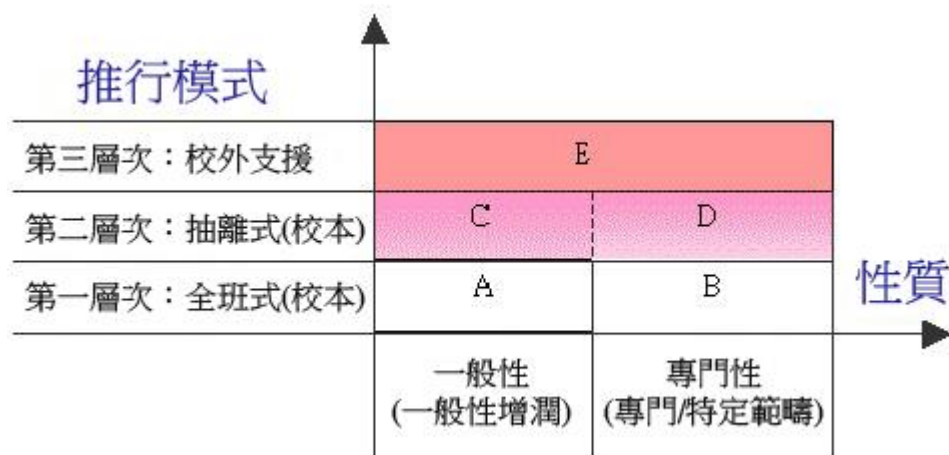 推行模式
第三層次：校外支援
E
第二層次：抽離式(校本)
C
D
第一層次：全班式(校本)
A
B
性質
一般性
(一般性增潤)
專門性
(專門/特定範疇)